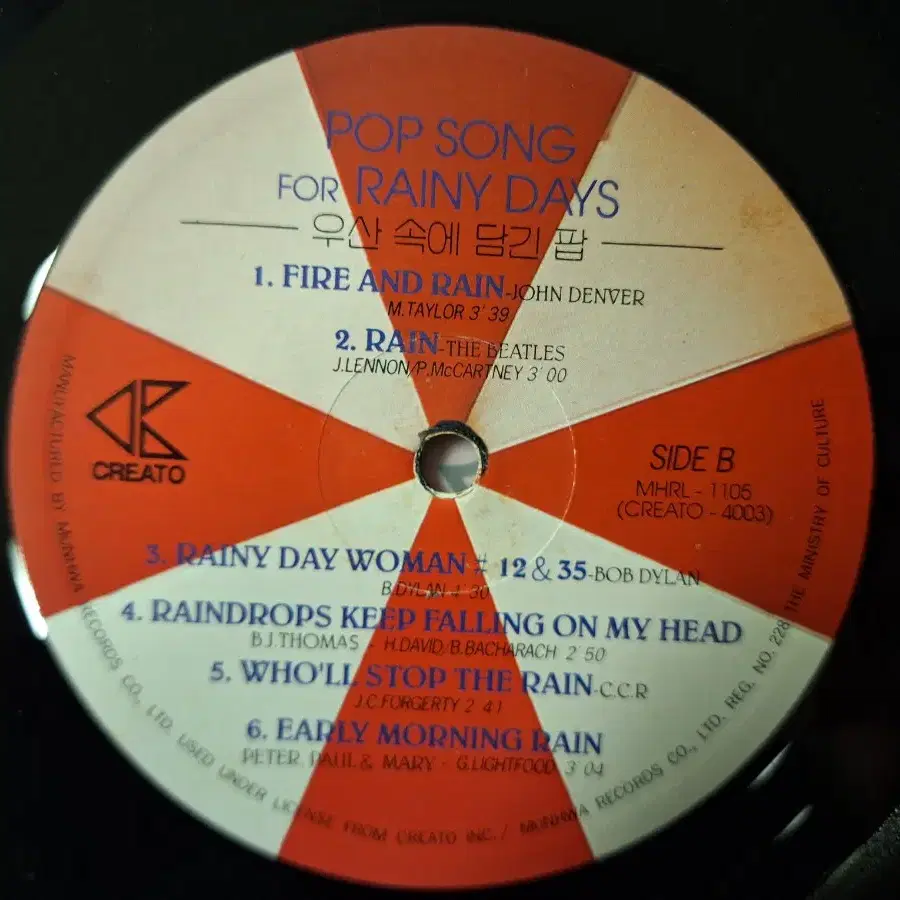 POP SONG
FOR RAINY DAYS
우산 속에 담긴 팝
1. FIRE AND RAIN-JOHN DENVER
M.TAYLOR 3'39
2. RAIN-THE BEATLES
J.LENNON/P.McCARTNEY 3'00
CREATO
SIDE B
MHRL-1105
(CREATO-4003)
3. RAINY DAY WOMAN # 12 & 35-BOB DYLAN
B.DYLAN 4'30
4. RAINDROPS KEEP FALLING ON MY HEAD
B.J.THOMAS - H.DAVID/B.BACHARACH 2'50
5. WHO'LL STOP THE RAIN-C.C.R
J.C.FORGERTY 2'41
6. EARLY MORNING RAIN
PETER, PAUL & MARY - G.LIGHTFOOD 3'04
MANUFACTURED BY MUNHWA RECORDS CO., LTD. USED UNDER LICENSE FROM CREATO INC./ MUNHWA RECORDS CO., LTD. REG. NO. 228 THE MINISTRY OF CULTURE